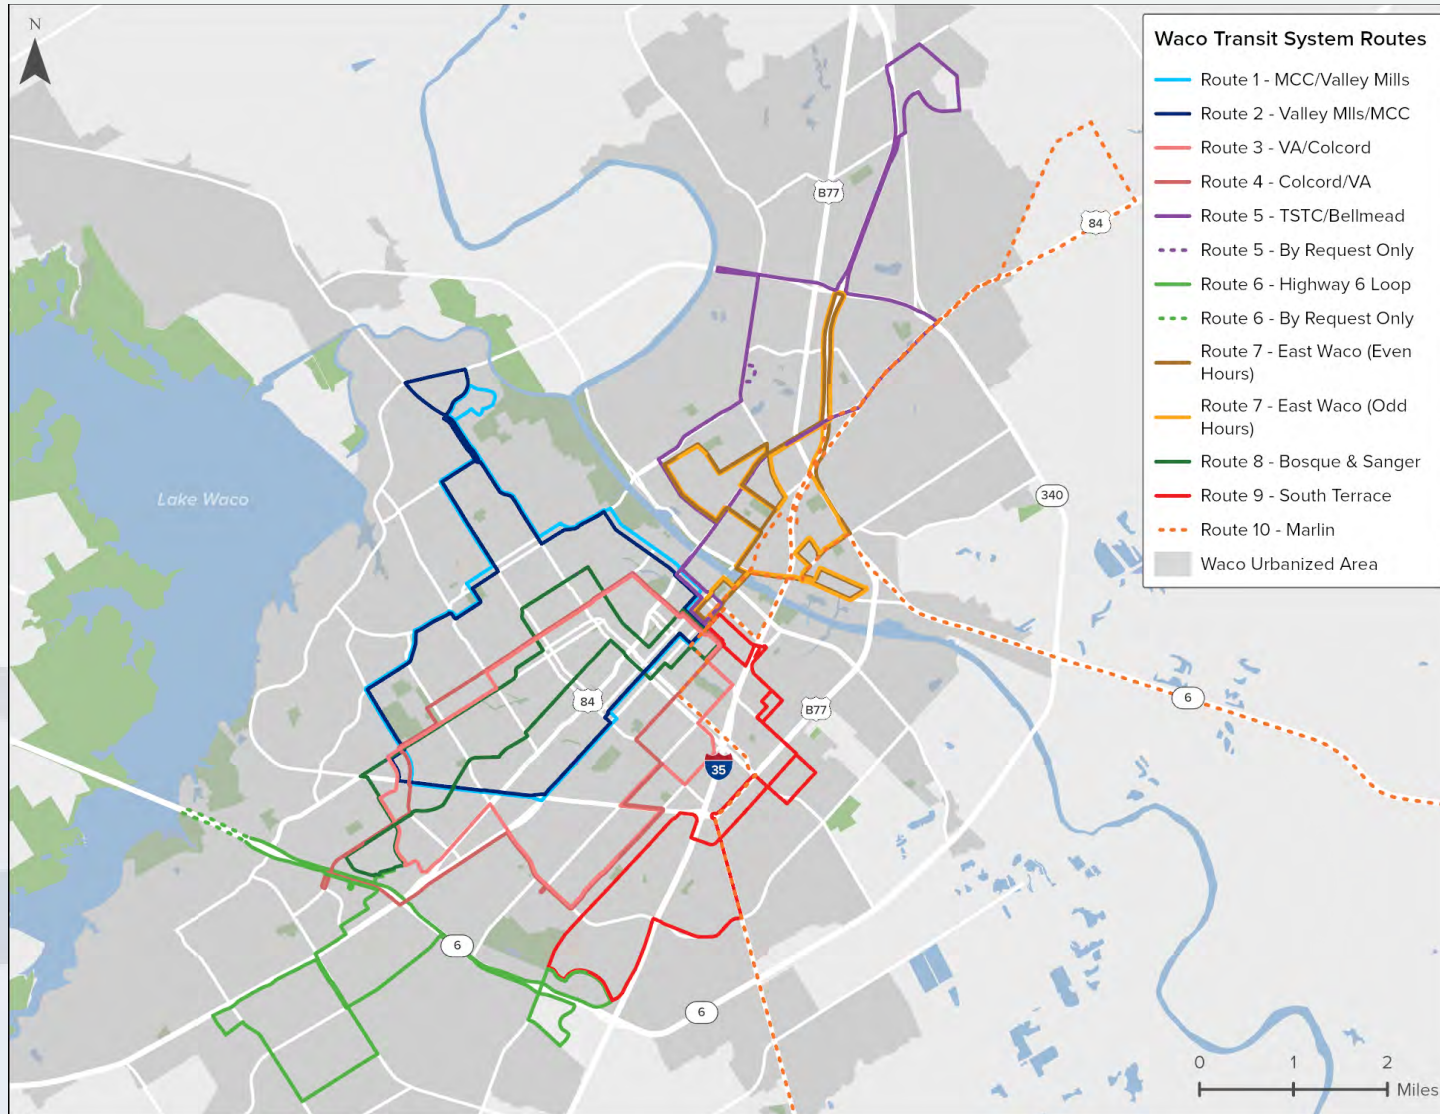 N
Waco Transit System Routes
Route 1 - MCC/Valley Mills
Route 2 - Valley Mlls/MCC
Route 3 - VA/Colcord
Route 4 - Colcord/VA
Route 5 - TSTC/Bellmead
Route 5 - By Request Only
Route 6 - Highway 6 Loop
Route 6 - By Request Only
Route 7 - East Waco (Even
Hours)
Route 7 - East Waco (Odd
Hours)
Route 8 - Bosque & Sanger
Route 9 - South Terrace
Route 10 - Marlin
Waco Urbanized Area
B77
84
340
Lake Waco
6
84
B77
35
6
6
0 1 2
Miles